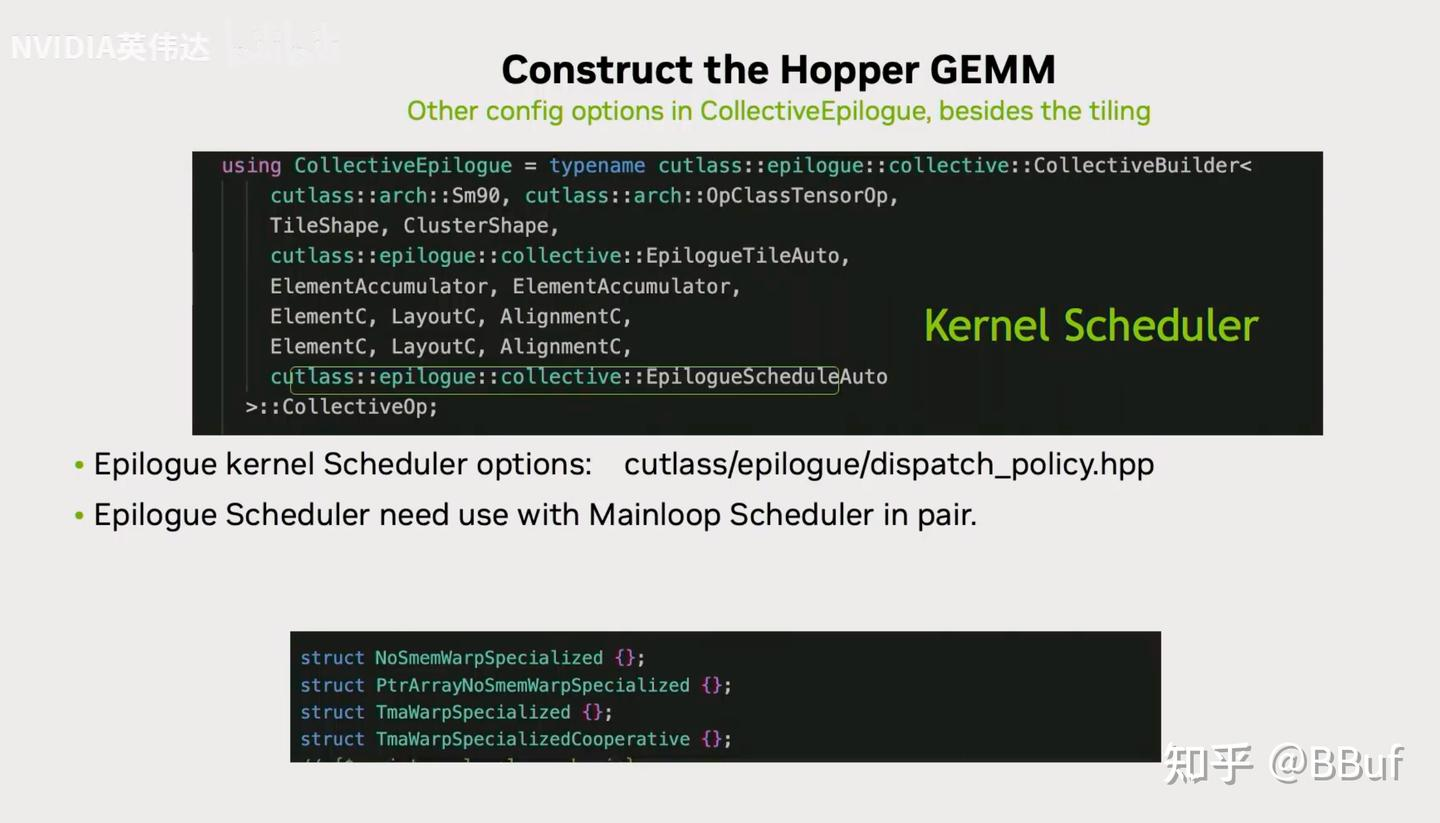 NVIDIA英伟达 bilibili
Construct the Hopper GEMM
Other config options in CollectiveEpilogue, besides the tiling
using CollectiveEpilogue = typename cutlass::epilogue::collective::CollectiveBuilder<
cutlass::arch::Sm90, cutlass::arch::OpClassTensorOp,
TileShape, ClusterShape,
cutlass::epilogue::collective::EpilogueTileAuto,
ElementAccumulator, ElementAccumulator,
ElementC, LayoutC, AlignmentC,
ElementC, LayoutC, AlignmentC,
cutlass::epilogue::collective::EpilogueScheduleAuto
>::CollectiveOp;
Kernel Scheduler
• Epilogue kernel Scheduler options: cutlass/epilogue/dispatch_policy.hpp
• Epilogue Scheduler need use with Mainloop Scheduler in pair.
struct NoSmemWarpSpecialized {};
struct PtrArrayNoSmemWarpSpecialized {};
struct TmaWarpSpecialized {};
struct TmaWarpSpecializedCooperative {};
知乎 @BBuf